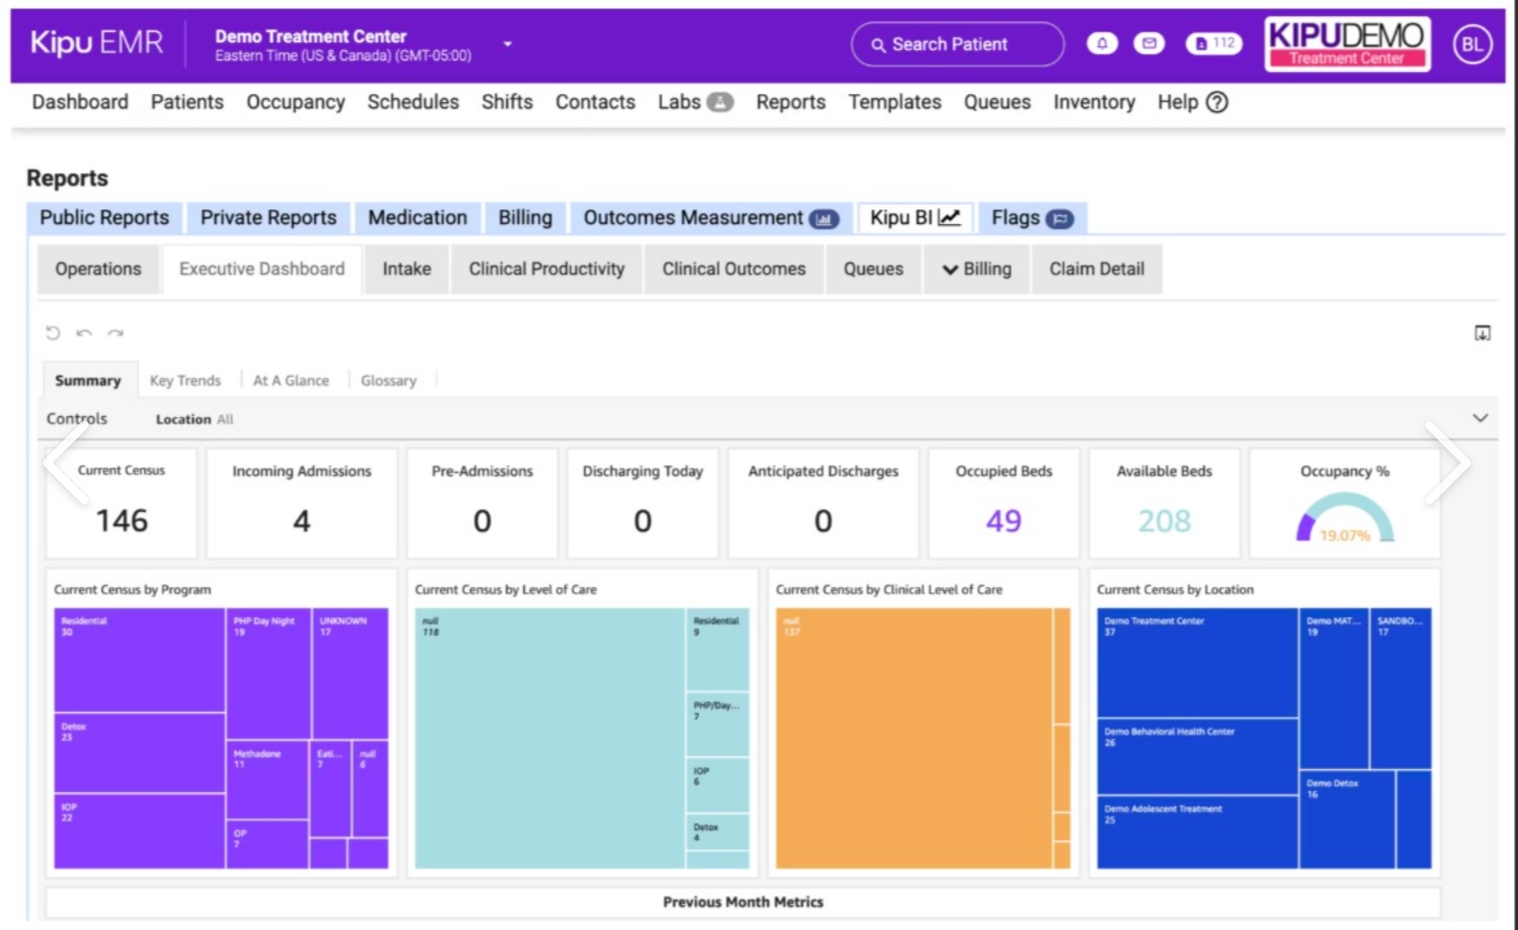 Kipu EMR
Demo Treatment Center
Eastern Time (US & Canada) (GMT-05:00)
Search Patient
112
KIPUDEMO
Treatment Center
BL
Dashboard Patients Occupancy Schedules Shifts Contacts Labs Reports Templates Queues Inventory Help ?
Reports
Public Reports Private Reports Medication Billing Outcomes Measurement Kipu BI Flags
Operations Executive Dashboard Intake Clinical Productivity Clinical Outcomes Queues Billing Claim Detail
Summary Key Trends At A Glance Glossary
Controls Location All
Current Census
146
Incoming Admissions
4
Pre-Admissions
0
Discharging Today
0
Anticipated Discharges
0
Occupied Beds
49
Available Beds
208
Occupancy %
19.07%
Current Census by Program
Residential
30
Detox
23
IOP
22
PHP Day Night
19
UNKNOWN
17
Methadone
11
Eati...
7
null
6
OP
7
Current Census by Level of Care
null
118
Residential
9
PHP/Day...
7
IOP
6
Detox
4
Current Census by Clinical Level of Care
null
137
Current Census by Location
Demo Treatment Center
37
Demo Behavioral Health Center
26
Demo Adolescent Treatment
25
Demo MAT...
19
SANDBO...
17
Demo Detox
16
Previous Month Metrics